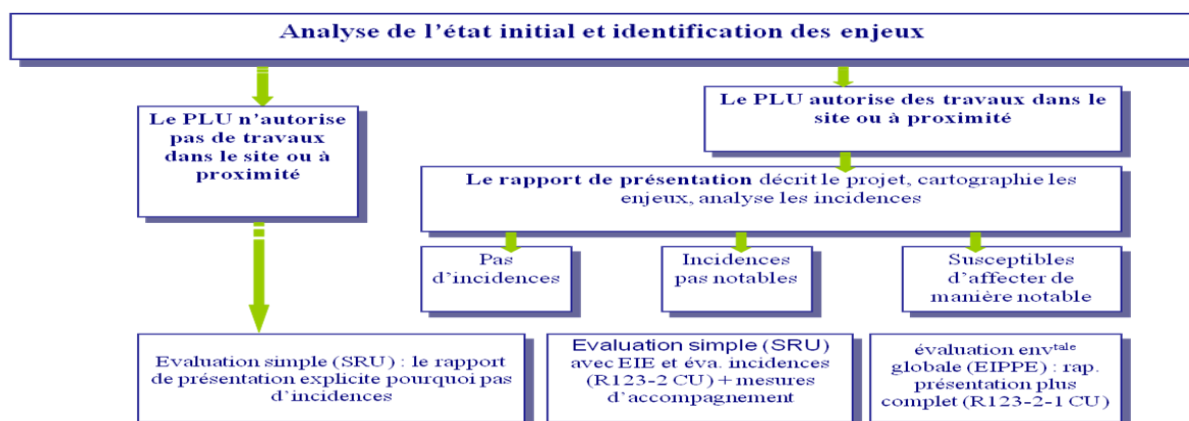 Analyse de l'état initial et identification des enjeux
Le PLU n'autorise
pas de travaux
dans le site ou à
proximité
Le PLU autorise des travaux dans le
site ou à proximité
Le rapport de présentation décrit le projet, cartographie les
enjeux, analyse les incidences
Pas
d'incidences
Incidences
pas notables
Susceptibles
d'affecter de
manière notable
Evaluation simple (SRU) : le rapport
de présentation explicite pourquoi pas
d'incidences
Evaluation simple (SRU)
avec EIE et éva. incidences
(R123-2 CU) + mesures
d'accompagnement
évaluation env^tale
globale (EIPPE) : rap.
présentation plus
complet (R123-2-1 CU)